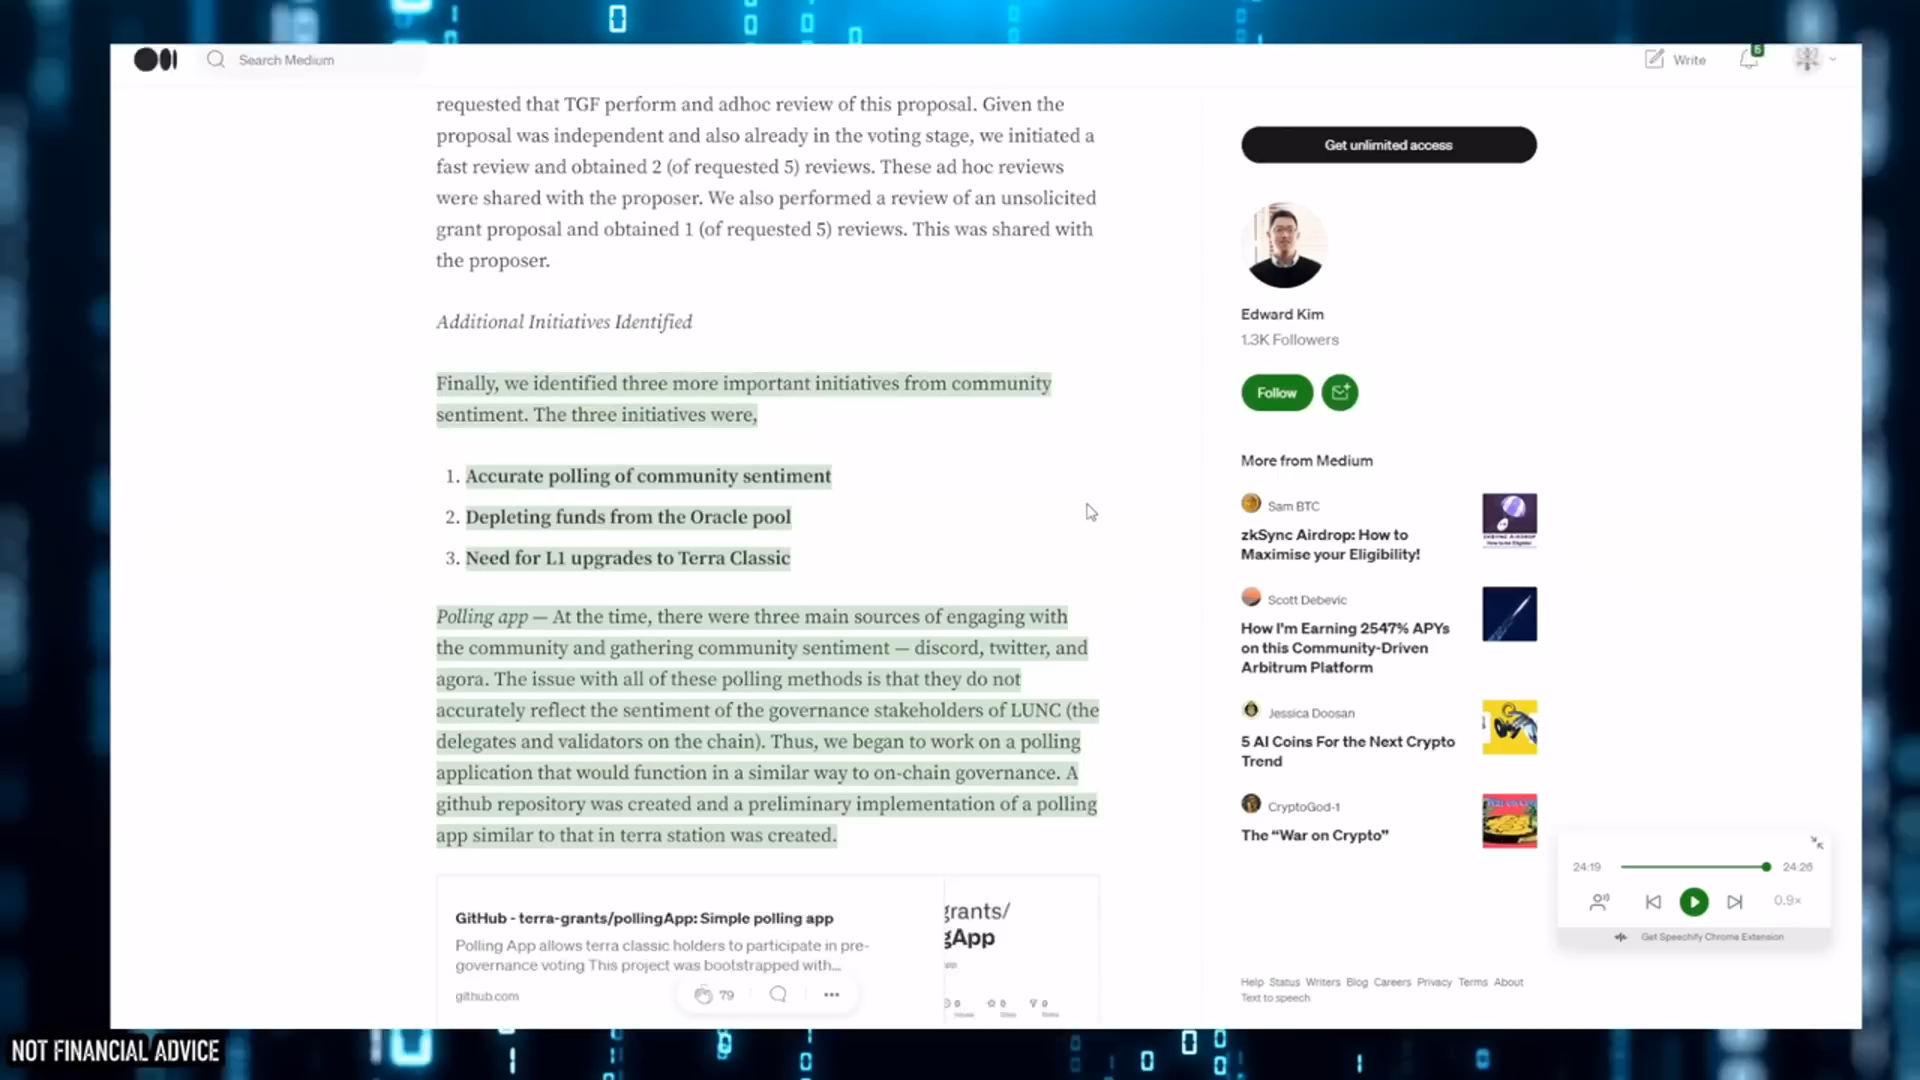 Search Medium
Write
6
requested that TGF perform and adhoc review of this proposal. Given the
proposal was independent and also already in the voting stage, we initiated a
fast review and obtained 2 (of requested 5) reviews. These ad hoc reviews
were shared with the proposer. We also performed a review of an unsolicited
grant proposal and obtained 1 (of requested 5) reviews. This was shared with
the proposer.
Additional Initiatives Identified
Finally, we identified three more important initiatives from community
sentiment. The three initiatives were,
1. Accurate polling of community sentiment
2. Depleting funds from the Oracle pool
3. Need for L1 upgrades to Terra Classic
Polling app — At the time, there were three main sources of engaging with
the community and gathering community sentiment — discord, twitter, and
agora. The issue with all of these polling methods is that they do not
accurately reflect the sentiment of the governance stakeholders of LUNC (the
delegates and validators on the chain). Thus, we began to work on a polling
application that would function in a similar way to on-chain governance. A
github repository was created and a preliminary implementation of a polling
app similar to that in terra station was created.
GitHub - terra-grants/pollingApp: Simple polling app
Polling App allows terra classic holders to participate in pre-
governance voting This project was bootstrapped with...
github.com
grants/
gApp
0 0 0
79
Get unlimited access
Edward Kim
1.3K Followers
Follow
More from Medium
Sam BTC
zkSync Airdrop: How to
Maximise your Eligibility!
Scott Debevic
How I'm Earning 2547% APYs
on this Community-Driven
Arbitrum Platform
Jessica Doosan
5 AI Coins For the Next Crypto
Trend
CryptoGod-1
The “War on Crypto”
24:19
24:26
0.9×
Get Speechify Chrome Extension
Help Status Writers Blog Careers Privacy Terms About
Text to speech
NOT FINANCIAL ADVICE